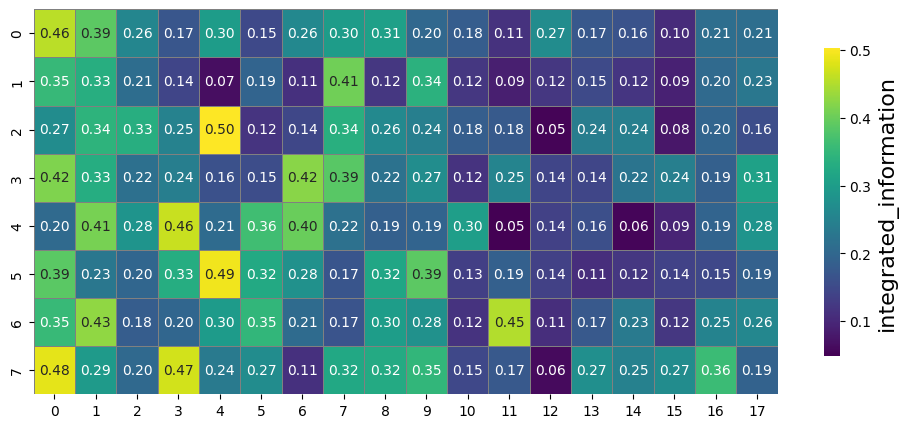 0 0.46 0.39 0.26 0.17 0.30 0.15 0.26 0.30 0.31 0.20 0.18 0.11 0.27 0.17 0.16 0.10 0.21 0.21
1 0.35 0.33 0.21 0.14 0.07 0.19 0.11 0.41 0.12 0.34 0.12 0.09 0.12 0.15 0.12 0.09 0.20 0.23
2 0.27 0.34 0.33 0.25 0.50 0.12 0.14 0.34 0.26 0.24 0.18 0.18 0.05 0.24 0.24 0.08 0.20 0.16
3 0.42 0.33 0.22 0.24 0.16 0.15 0.42 0.39 0.22 0.27 0.12 0.25 0.14 0.14 0.22 0.24 0.19 0.31
4 0.20 0.41 0.28 0.46 0.21 0.36 0.40 0.22 0.19 0.19 0.30 0.05 0.14 0.16 0.06 0.09 0.19 0.28
5 0.39 0.23 0.20 0.33 0.49 0.32 0.28 0.17 0.32 0.39 0.13 0.19 0.14 0.11 0.12 0.14 0.15 0.19
6 0.35 0.43 0.18 0.20 0.30 0.35 0.21 0.17 0.30 0.28 0.12 0.45 0.11 0.17 0.23 0.12 0.25 0.26
7 0.48 0.29 0.20 0.47 0.24 0.27 0.11 0.32 0.32 0.35 0.15 0.17 0.06 0.27 0.25 0.27 0.36 0.19
0 1 2 3 4 5 6 7 8 9 10 11 12 13 14 15 16 17
0.5
0.4
0.3
0.2
0.1
integrated_information